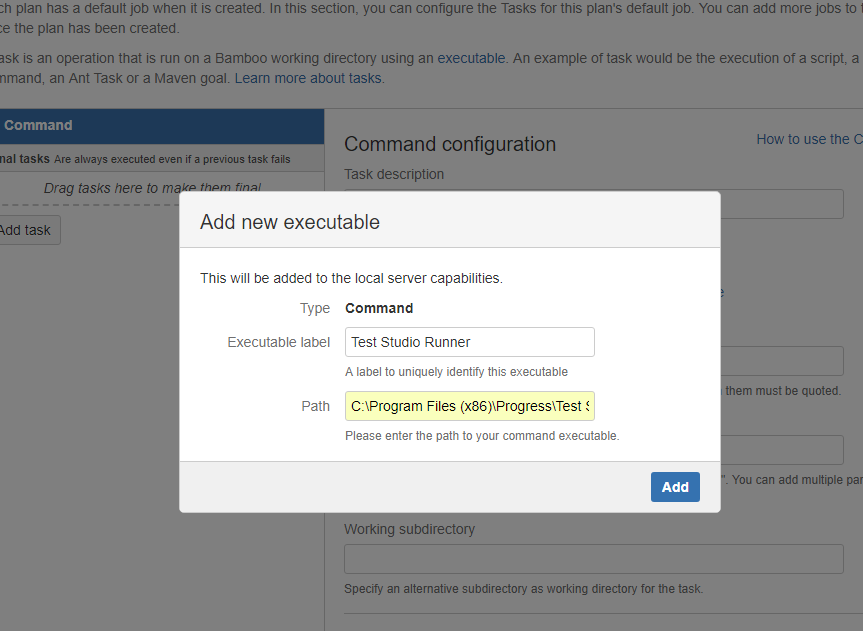 ch plan has a default job when it is created. In this section, you can configure the Tasks for this plan's default job. You can add more jobs to t
ce the plan has been created.
ask is an operation that is run on a Bamboo working directory using an executable. An example of task would be the execution of a script, a
mmand, an Ant Task or a Maven goal. Learn more about tasks.
Command
How to use the C
Command configuration
nal tasks Are always executed even if a previous task fails
Task description
Drag tasks here to make them final
Add task
Add new executable
This will be added to the local server capabilities.
Type Command
Executable label Test Studio Runner
A label to uniquely identify this executable
them must be quoted.
Path C:\Program Files (x86)\Progress\Test S
Please enter the path to your command executable.
". You can add multiple par
Add
Working subdirectory
Specify an alternative subdirectory as working directory for the task.